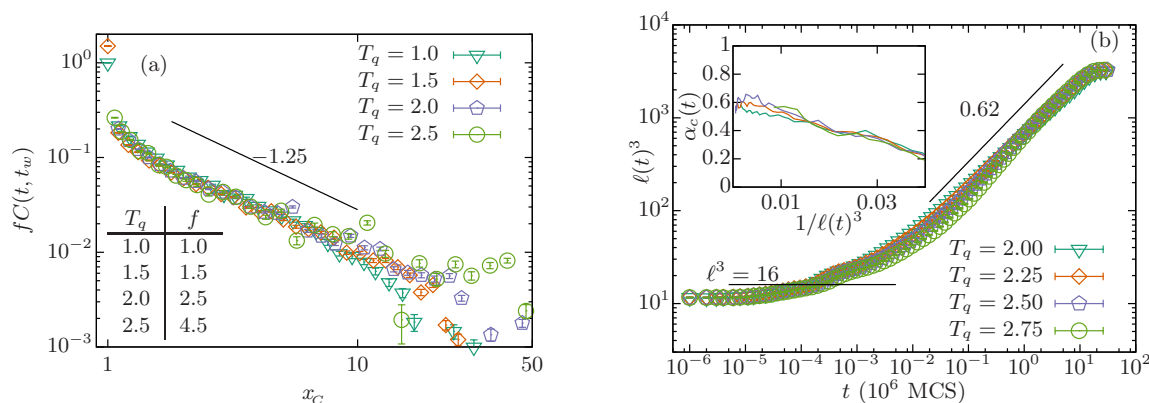 (a)
T_q = 1.0
T_q = 1.5
T_q = 2.0
T_q = 2.5
−1.25
f C(t, t_w)
10^0
10^−1
10^−2
10^−3
T_q f
1.0 1.0
1.5 1.5
2.0 2.5
2.5 4.5
1 10 50
x_C
(b)
ℓ(t)^3
10^4
10^3
10^2
10^1
α_c(t)
1
0.8
0.6
0.4
0.2
0
0.01 0.03
1/ℓ(t)^3
0.62
ℓ^3 = 16
T_q = 2.00
T_q = 2.25
T_q = 2.50
T_q = 2.75
10^−6 10^−5 10^−4 10^−3 10^−2 10^−1 10^0 10^1 10^2
t (10^6 MCS)